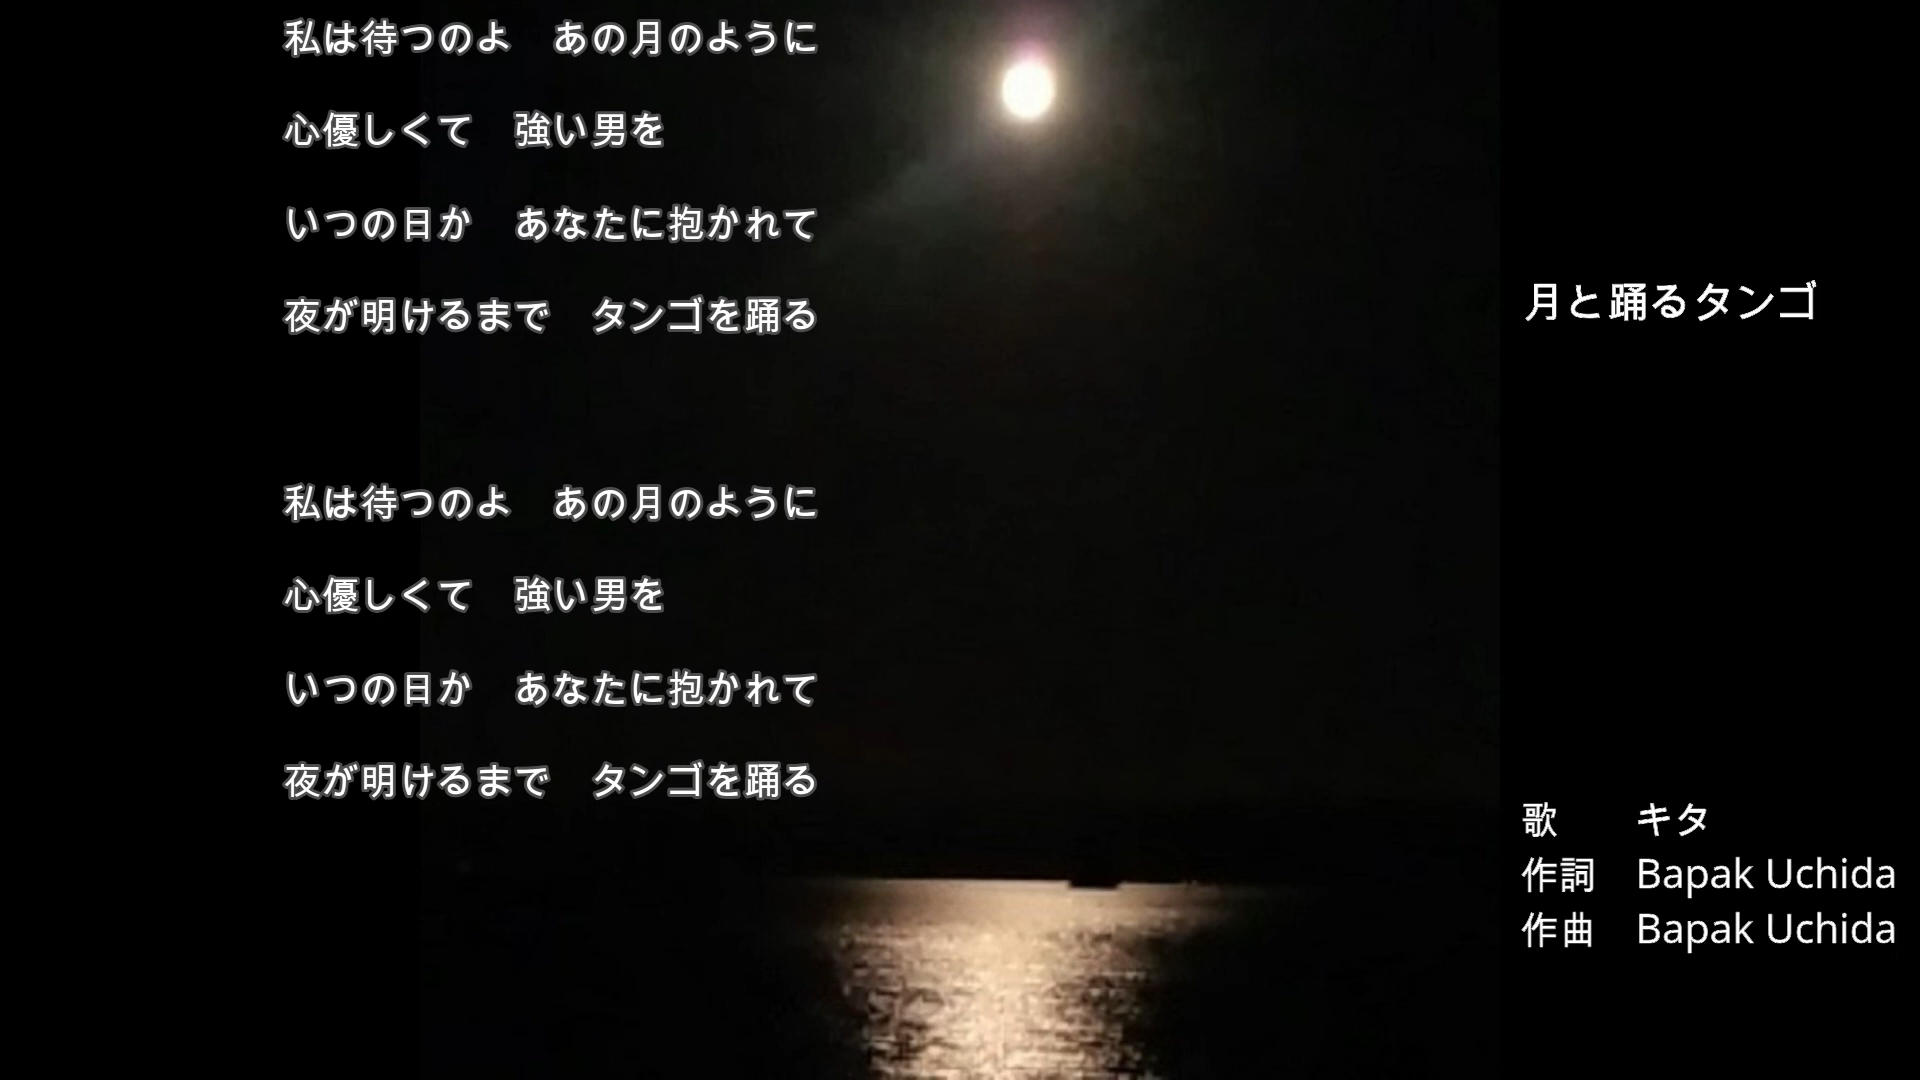 私は待つのよ　あの月のように
心優しくて　強い男を
いつの日か　あなたに抱かれて
夜が明けるまで　タンゴを踊る
私は待つのよ　あの月のように
心優しくて　強い男を
いつの日か　あなたに抱かれて
夜が明けるまで　タンゴを踊る
月と踊るタンゴ
歌　　キタ
作詞　Bapak Uchida
作曲　Bapak Uchida